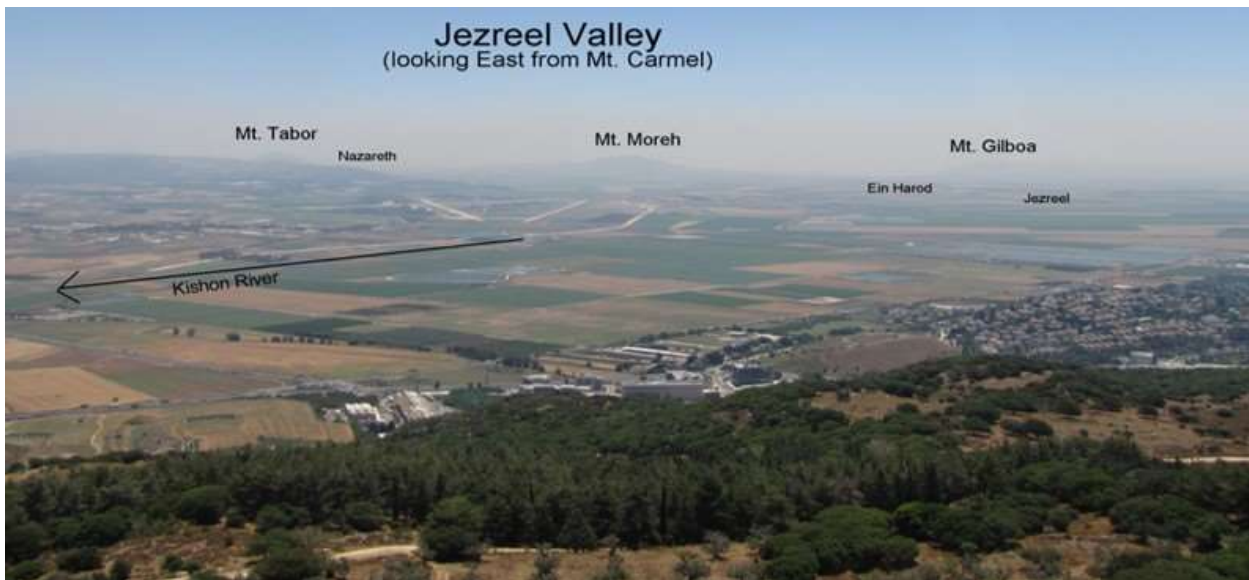 Jezreel Valley
(looking East from Mt. Carmel)
Mt. Tabor
Mt. Moreh
Mt. Gilboa
Nazareth
Ein Harod
Jezreel
Kishon River